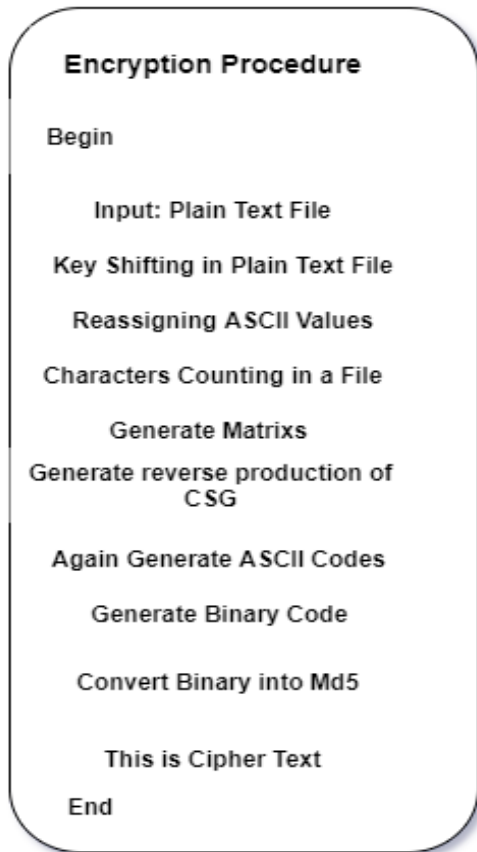 Encryption Procedure
Begin
Input: Plain Text File
Key Shifting in Plain Text File
Reassigning ASCII Values
Characters Counting in a File
Generate Matrixs
Generate reverse production of
CSG
Again Generate ASCII Codes
Generate Binary Code
Convert Binary into Md5
This is Cipher Text
End